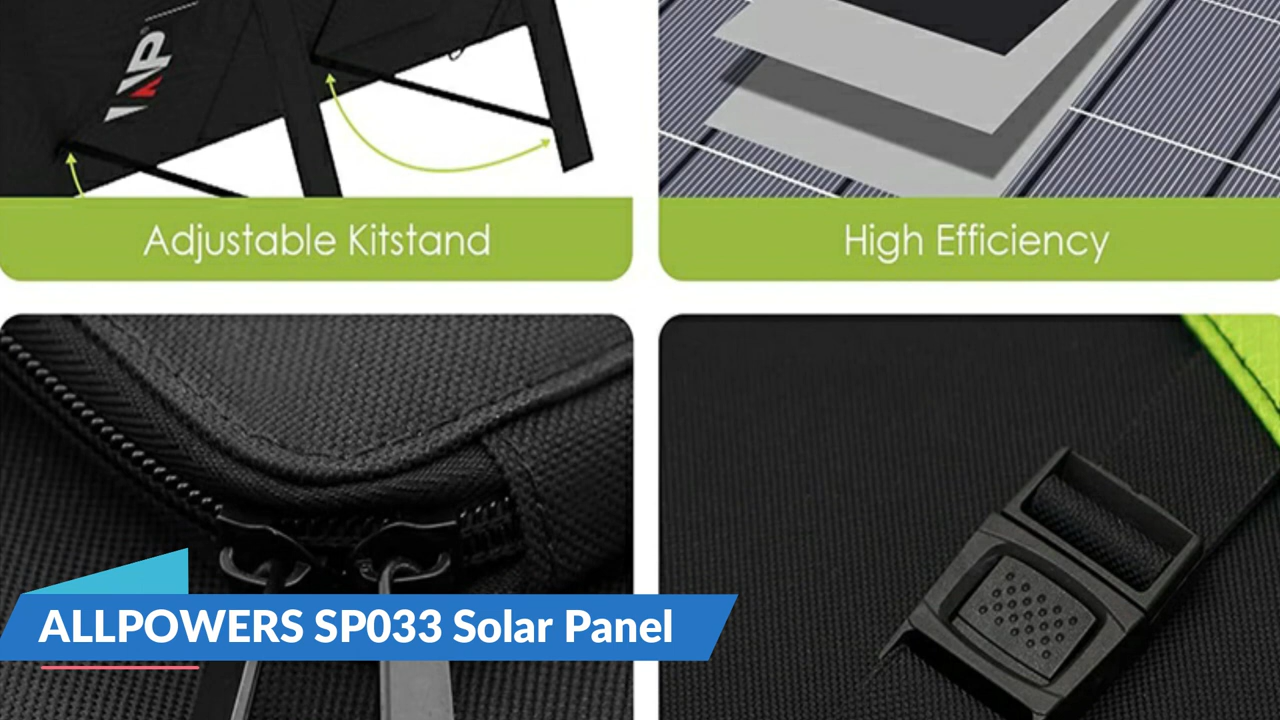 Adjustable Kitstand
High Efficiency
ALLPOWERS SP033 Solar Panel